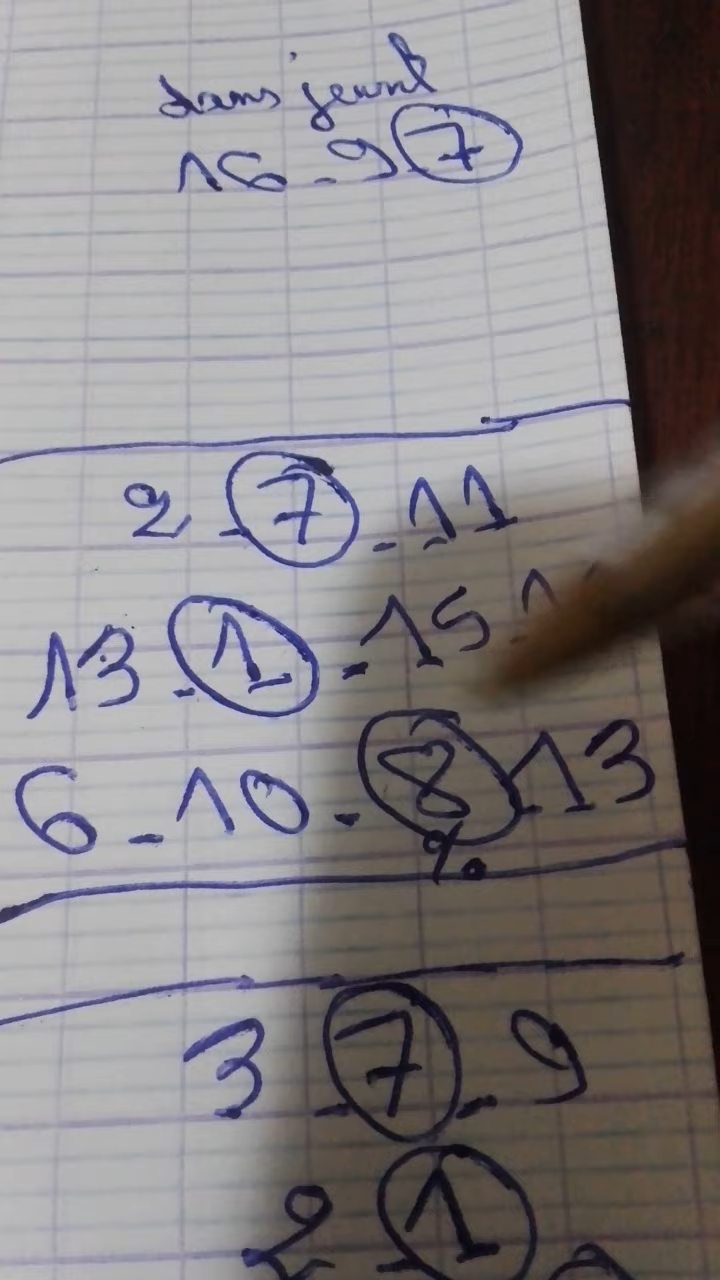 dans jeune
16 - 9 7
2 - 7 - 11
13 - 1 - 15
6 - 10 - 8 - 13
%
3 - 7 - 9
2 - 1